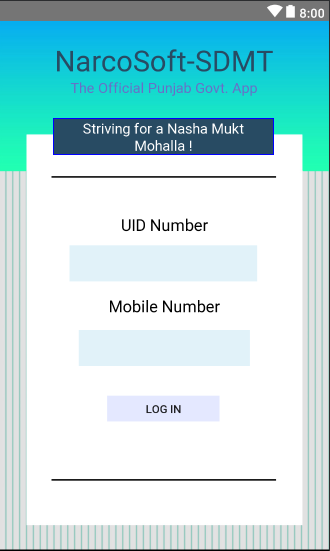 8:00
NarcoSoft-SDMT
The Official Punjab Govt. App
Striving for a Nasha Mukt
Mohalla !
UID Number
Mobile Number
LOG IN